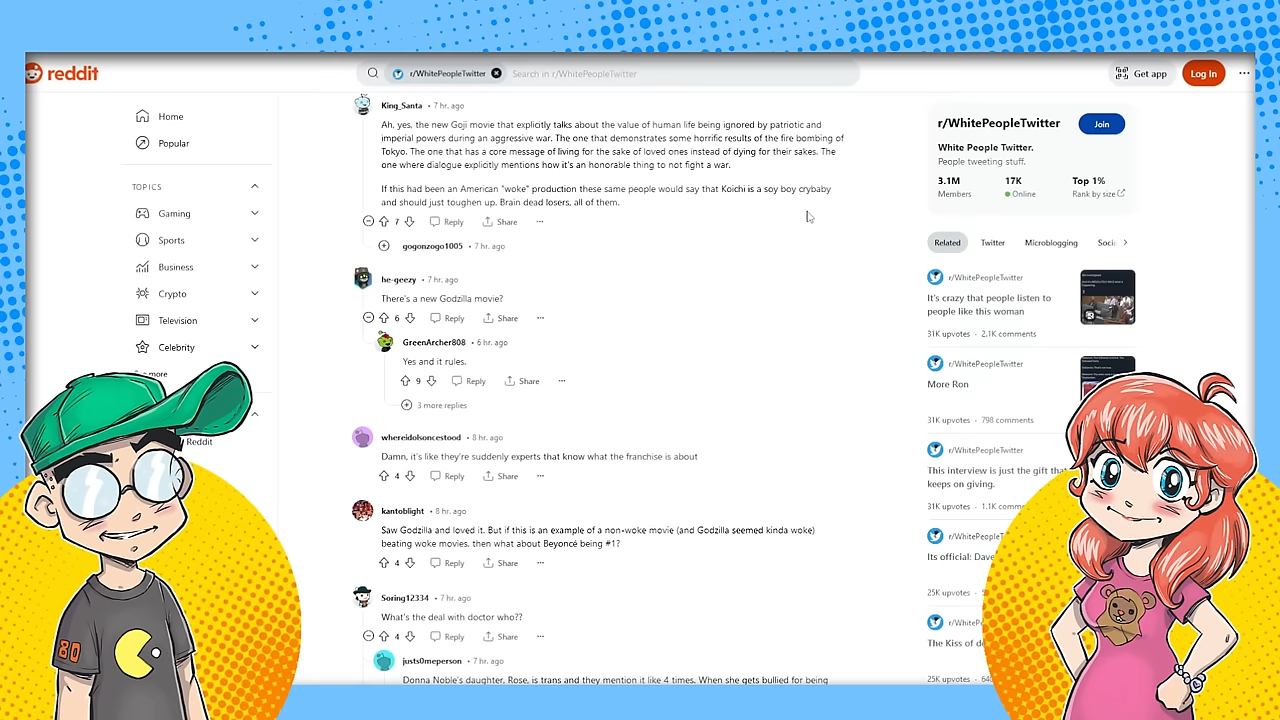 reddit
r/WhitePeopleTwitter
Search in r/WhitePeopleTwitter
Get app
Log In
Home
Popular
TOPICS
Gaming
Sports
Business
Crypto
Television
Celebrity
more
Reddit
King_Santa • 7 hr. ago
Ah, yes, the new Goji movie that explicitly talks about the value of human life being ignored by patriotic and
imperial powers during an aggressive war. The one that demonstrates some horrific results of the fire bombing of
Tokyo. The one that has a core message of living for the sake of loved ones instead of dying for their sakes. The
one where dialogue explicitly mentions how it's an honorable thing to not fight a war.
If this had been an American "woke" production these same people would say that Koichi is a soy boy crybaby
and should just toughen up. Brain dead losers, all of them.
7 Reply Share ...
gogonzogo1005 • 7 hr. ago
he-geezy • 7 hr. ago
There's a new Godzilla movie?
6 Reply Share ...
GreenArcher808 • 6 hr. ago
Yes and it rules.
9 Reply Share ...
3 more replies
whereidolsoncestood • 8 hr. ago
Damn, it's like they're suddenly experts that know what the franchise is about
4 Reply Share ...
kantoblight • 8 hr. ago
Saw Godzilla and loved it. But if this is an example of a non-woke movie (and Godzilla seemed kinda woke)
beating woke movies, then what about Beyoncé being #1?
4 Reply Share ...
Soring12334 • 7 hr. ago
What's the deal with doctor who??
4 Reply Share ...
justs0meperson • 7 hr. ago
Donna Noble's daughter, Rose, is trans and they mention it like 4 times. When she gets bullied for being
r/WhitePeopleTwitter
Join
White People Twitter.
People tweeting stuff.
3.1M 17K Top 1%
Members Online Rank by size
Related Twitter Microblogging Soci
r/WhitePeopleTwitter
It's crazy that people listen to
people like this woman
31K upvotes · 2.1K comments
r/WhitePeopleTwitter
More Ron
31K upvotes · 798 comments
r/WhitePeopleTwitter
This interview is just the gift that
keeps on giving.
31K upvotes · 1.1K
r/WhitePeopleT
Its official: Dave
25K upvotes
r/WhiteP
The Kiss of d
25K upvotes
80